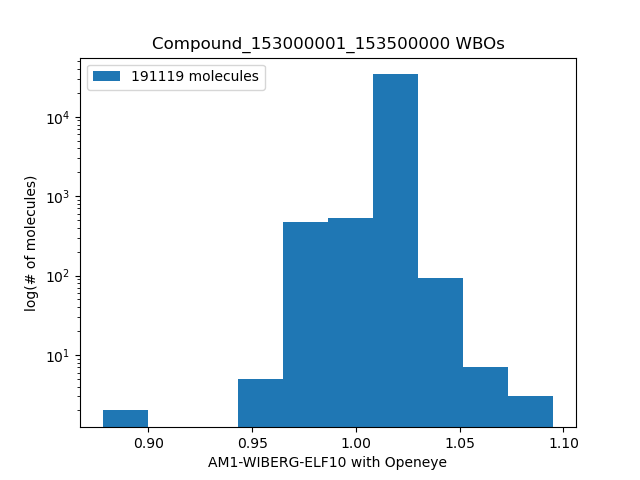 Compound_153000001_153500000 WBOs
191119 molecules
10^4
10^3
10^2
10^1
log(# of molecules)
0.90 0.95 1.00 1.05 1.10
AM1-WIBERG-ELF10 with Openeye